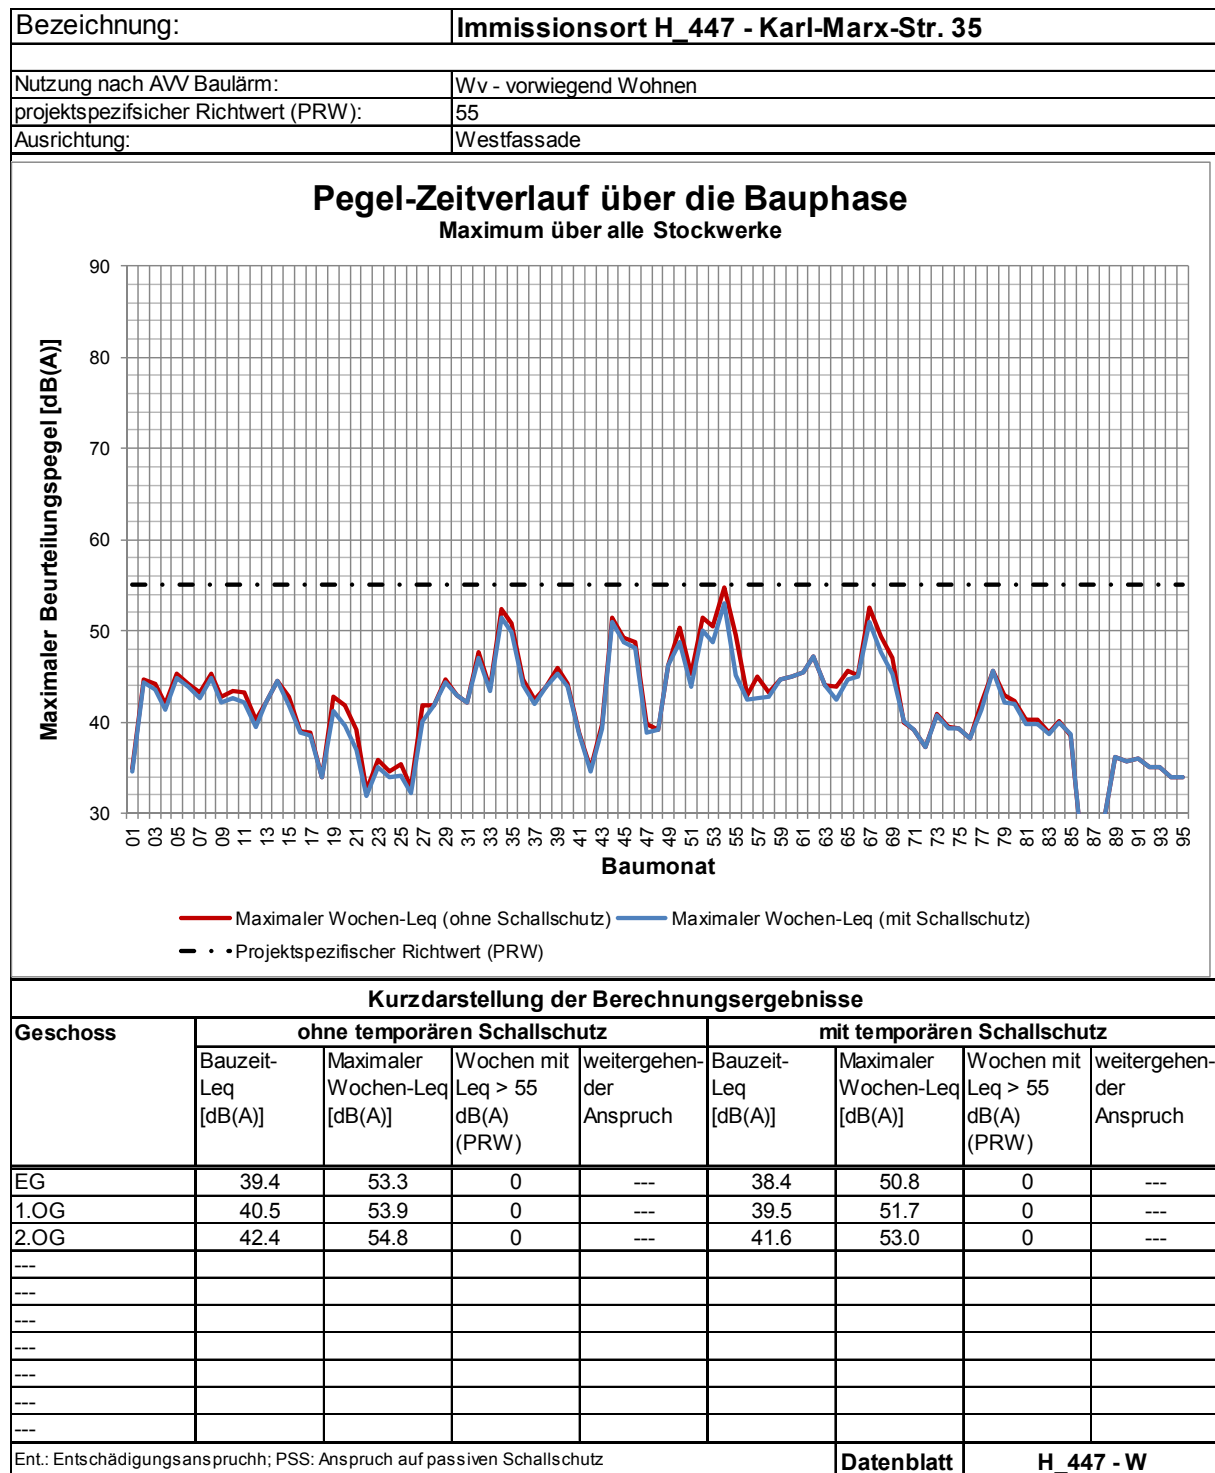 Bezeichnung: Immissionsort H_447 - Karl-Marx-Str. 35
Nutzung nach AVV Baulärm: Wv - vorwiegend Wohnen
projektspezifsicher Richtwert (PRW): 55
Ausrichtung: Westfassade
Pegel-Zeitverlauf über die Bauphase
Maximum über alle Stockwerke
Maximaler Beurteilungspegel [dB(A)]
90
80
70
60
50
40
30
01 03 05 07 09 11 13 15 17 19 21 23 25 27 29 31 33 35 37 39 41 43 45 47 49 51 53 55 57 59 61 63 65 67 69 71 73 75 77 79 81 83 85 87 89 91 93 95
Baumonat
Maximaler Wochen-Leq (ohne Schallschutz) Maximaler Wochen-Leq (mit Schallschutz)
Projektspezifischer Richtwert (PRW)
Kurzdarstellung der Berechnungsergebnisse
Geschoss ohne temporären Schallschutz mit temporären Schallschutz
Bauzeit- Maximaler Wochen mit weitergehen- Bauzeit- Maximaler Wochen mit weitergehen-
Leq Wochen-Leq Leq > 55 der Leq Wochen-Leq Leq > 55 der
[dB(A)] [dB(A)] dB(A) Anspruch [dB(A)] [dB(A)] dB(A) Anspruch
(PRW) (PRW)
EG 39.4 53.3 0 --- 38.4 50.8 0 ---
1.OG 40.5 53.9 0 --- 39.5 51.7 0 ---
2.OG 42.4 54.8 0 --- 41.6 53.0 0 ---
---
---
---
---
---
---
---
Ent.: Entschädigungsanspruchh; PSS: Anspruch auf passiven Schallschutz Datenblatt H_447 - W